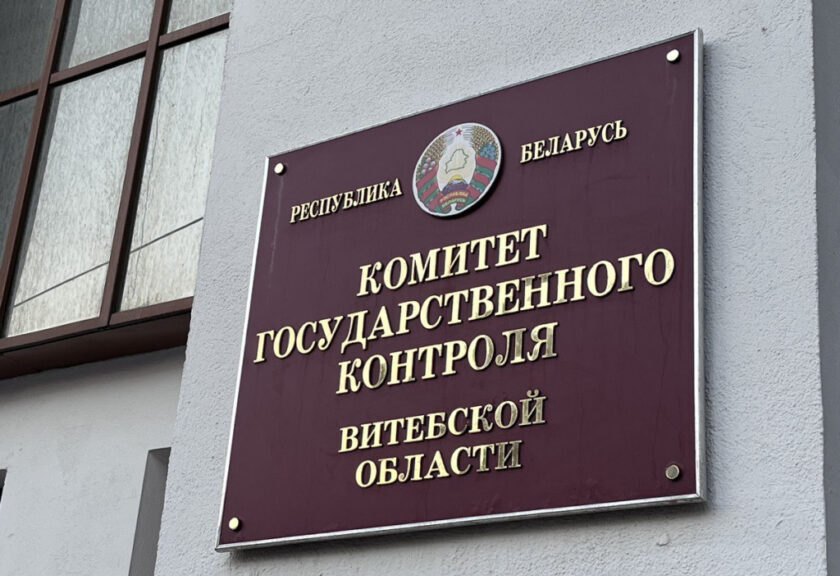 РЕСПУБЛИКА БЕЛАРУСЬ
КОМИТЕТ
ГОСУДАРСТВЕННОГО
КОНТРОЛЯ
ВИТЕБСКОЙ
ОБЛАСТИ